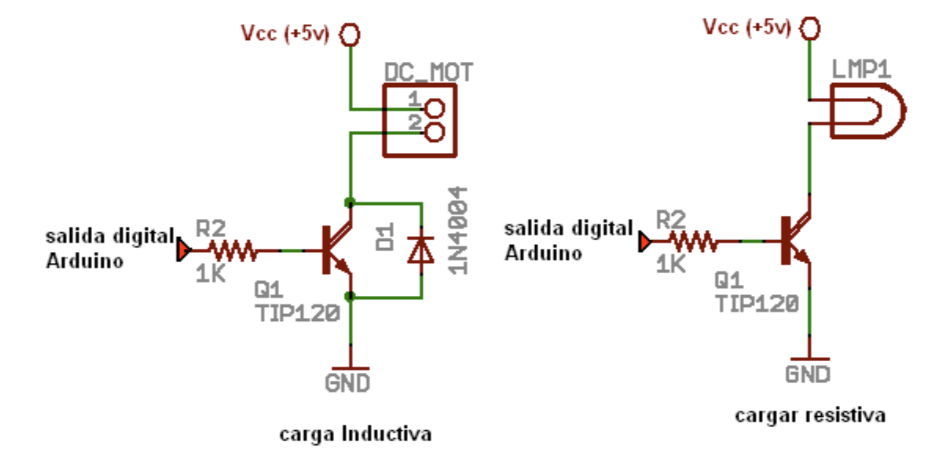 Vcc (+5v)
DC_MOT
1
2
salida digital
Arduino
R2
1K
Q1
TIP120
D1
1N4004
GND
carga Inductiva
Vcc (+5v)
LMP1
salida digital
Arduino
R2
1K
Q1
TIP120
GND
cargar resistiva